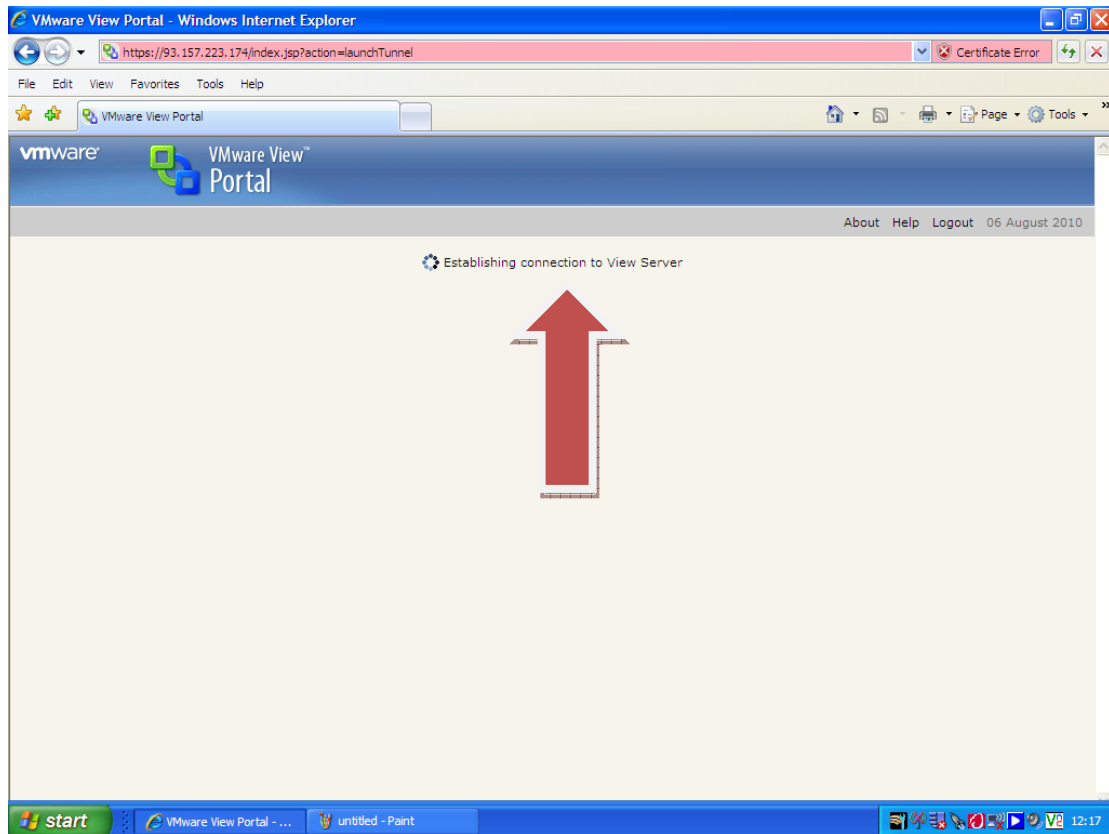 VMware View Portal - Windows Internet Explorer
https://93.157.223.174/index.jsp?action=launchTunnel
Certificate Error
File Edit View Favorites Tools Help
VMware View Portal
Page Tools
vmware
VMware View™
Portal
About Help Logout 06 August 2010
Establishing connection to View Server
start
VMware View Portal - ...
untitled - Paint
V2
12:17